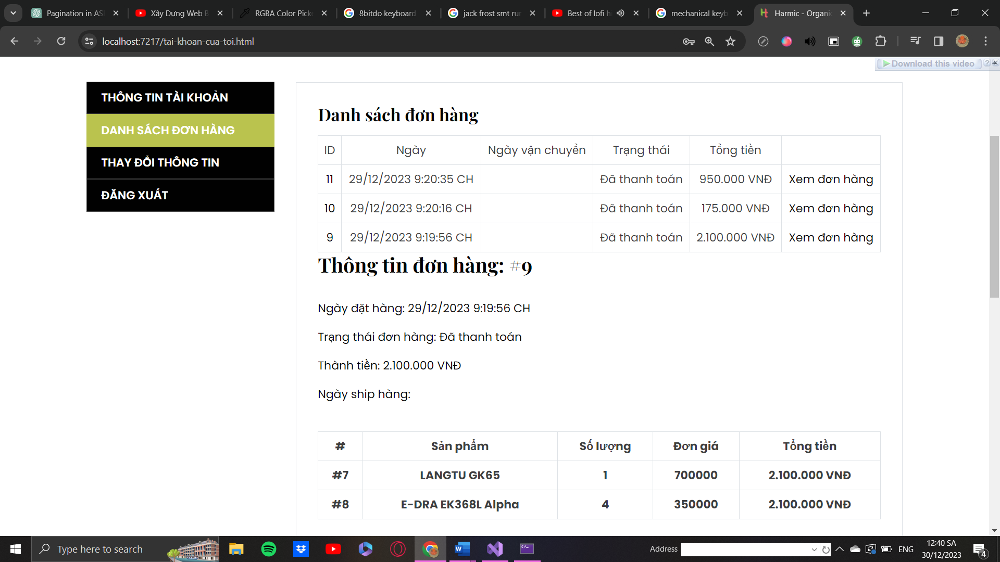 Pagination in AS
Xây Dựng Web B
RGBA Color Picke
8bitdo keyboard
jack frost smt rur
Best of lofi h
mechanical keyb
Harmic - Organic
localhost:7217/tai-khoan-cua-toi.html
Download this video
THÔNG TIN TÀI KHOẢN
DANH SÁCH ĐƠN HÀNG
THAY ĐỔI THÔNG TIN
ĐĂNG XUẤT
Danh sách đơn hàng
ID Ngày Ngày vận chuyển Trạng thái Tổng tiền
11 29/12/2023 9:20:35 CH Đã thanh toán 950.000 VNĐ Xem đơn hàng
10 29/12/2023 9:20:16 CH Đã thanh toán 175.000 VNĐ Xem đơn hàng
9 29/12/2023 9:19:56 CH Đã thanh toán 2.100.000 VNĐ Xem đơn hàng
Thông tin đơn hàng: #9
Ngày đặt hàng: 29/12/2023 9:19:56 CH
Trạng thái đơn hàng: Đã thanh toán
Thành tiền: 2.100.000 VNĐ
Ngày ship hàng:
# Sản phẩm Số lượng Đơn giá Tổng tiền
#7 LANGTU GK65 1 700000 2.100.000 VNĐ
#8 E-DRA EK368L Alpha 4 350000 2.100.000 VNĐ
Type here to search
Address
ENG
12:40 SA
30/12/2023
4